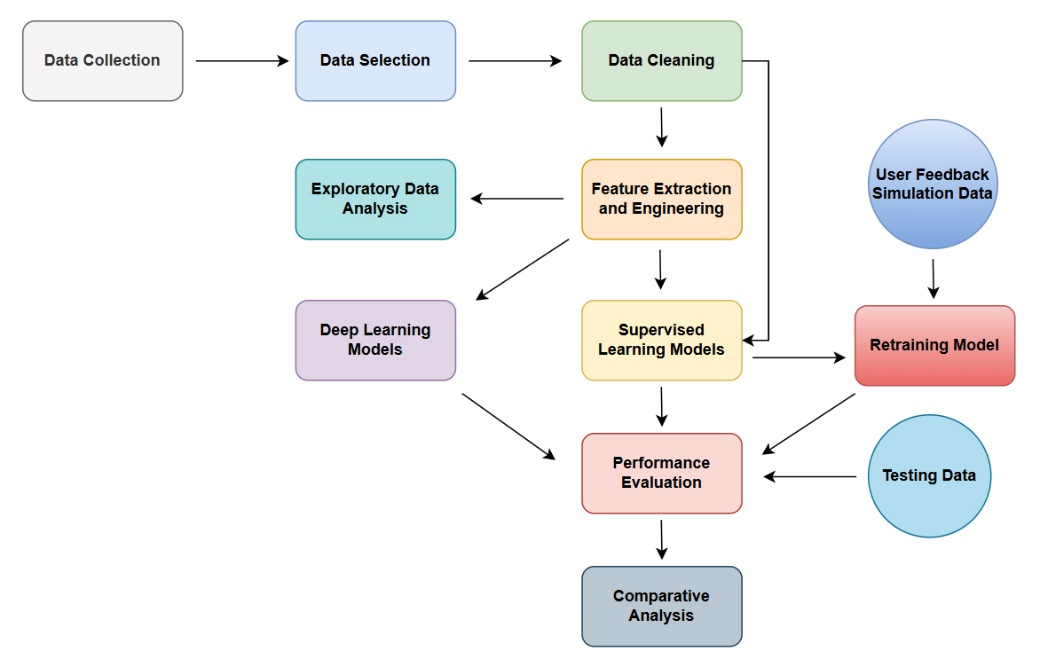 Data Collection
Data Selection
Data Cleaning
Exploratory Data
Analysis
Feature Extraction
and Engineering
User Feedback
Simulation Data
Deep Learning
Models
Supervised
Learning Models
Retraining Model
Performance
Evaluation
Testing Data
Comparative
Analysis